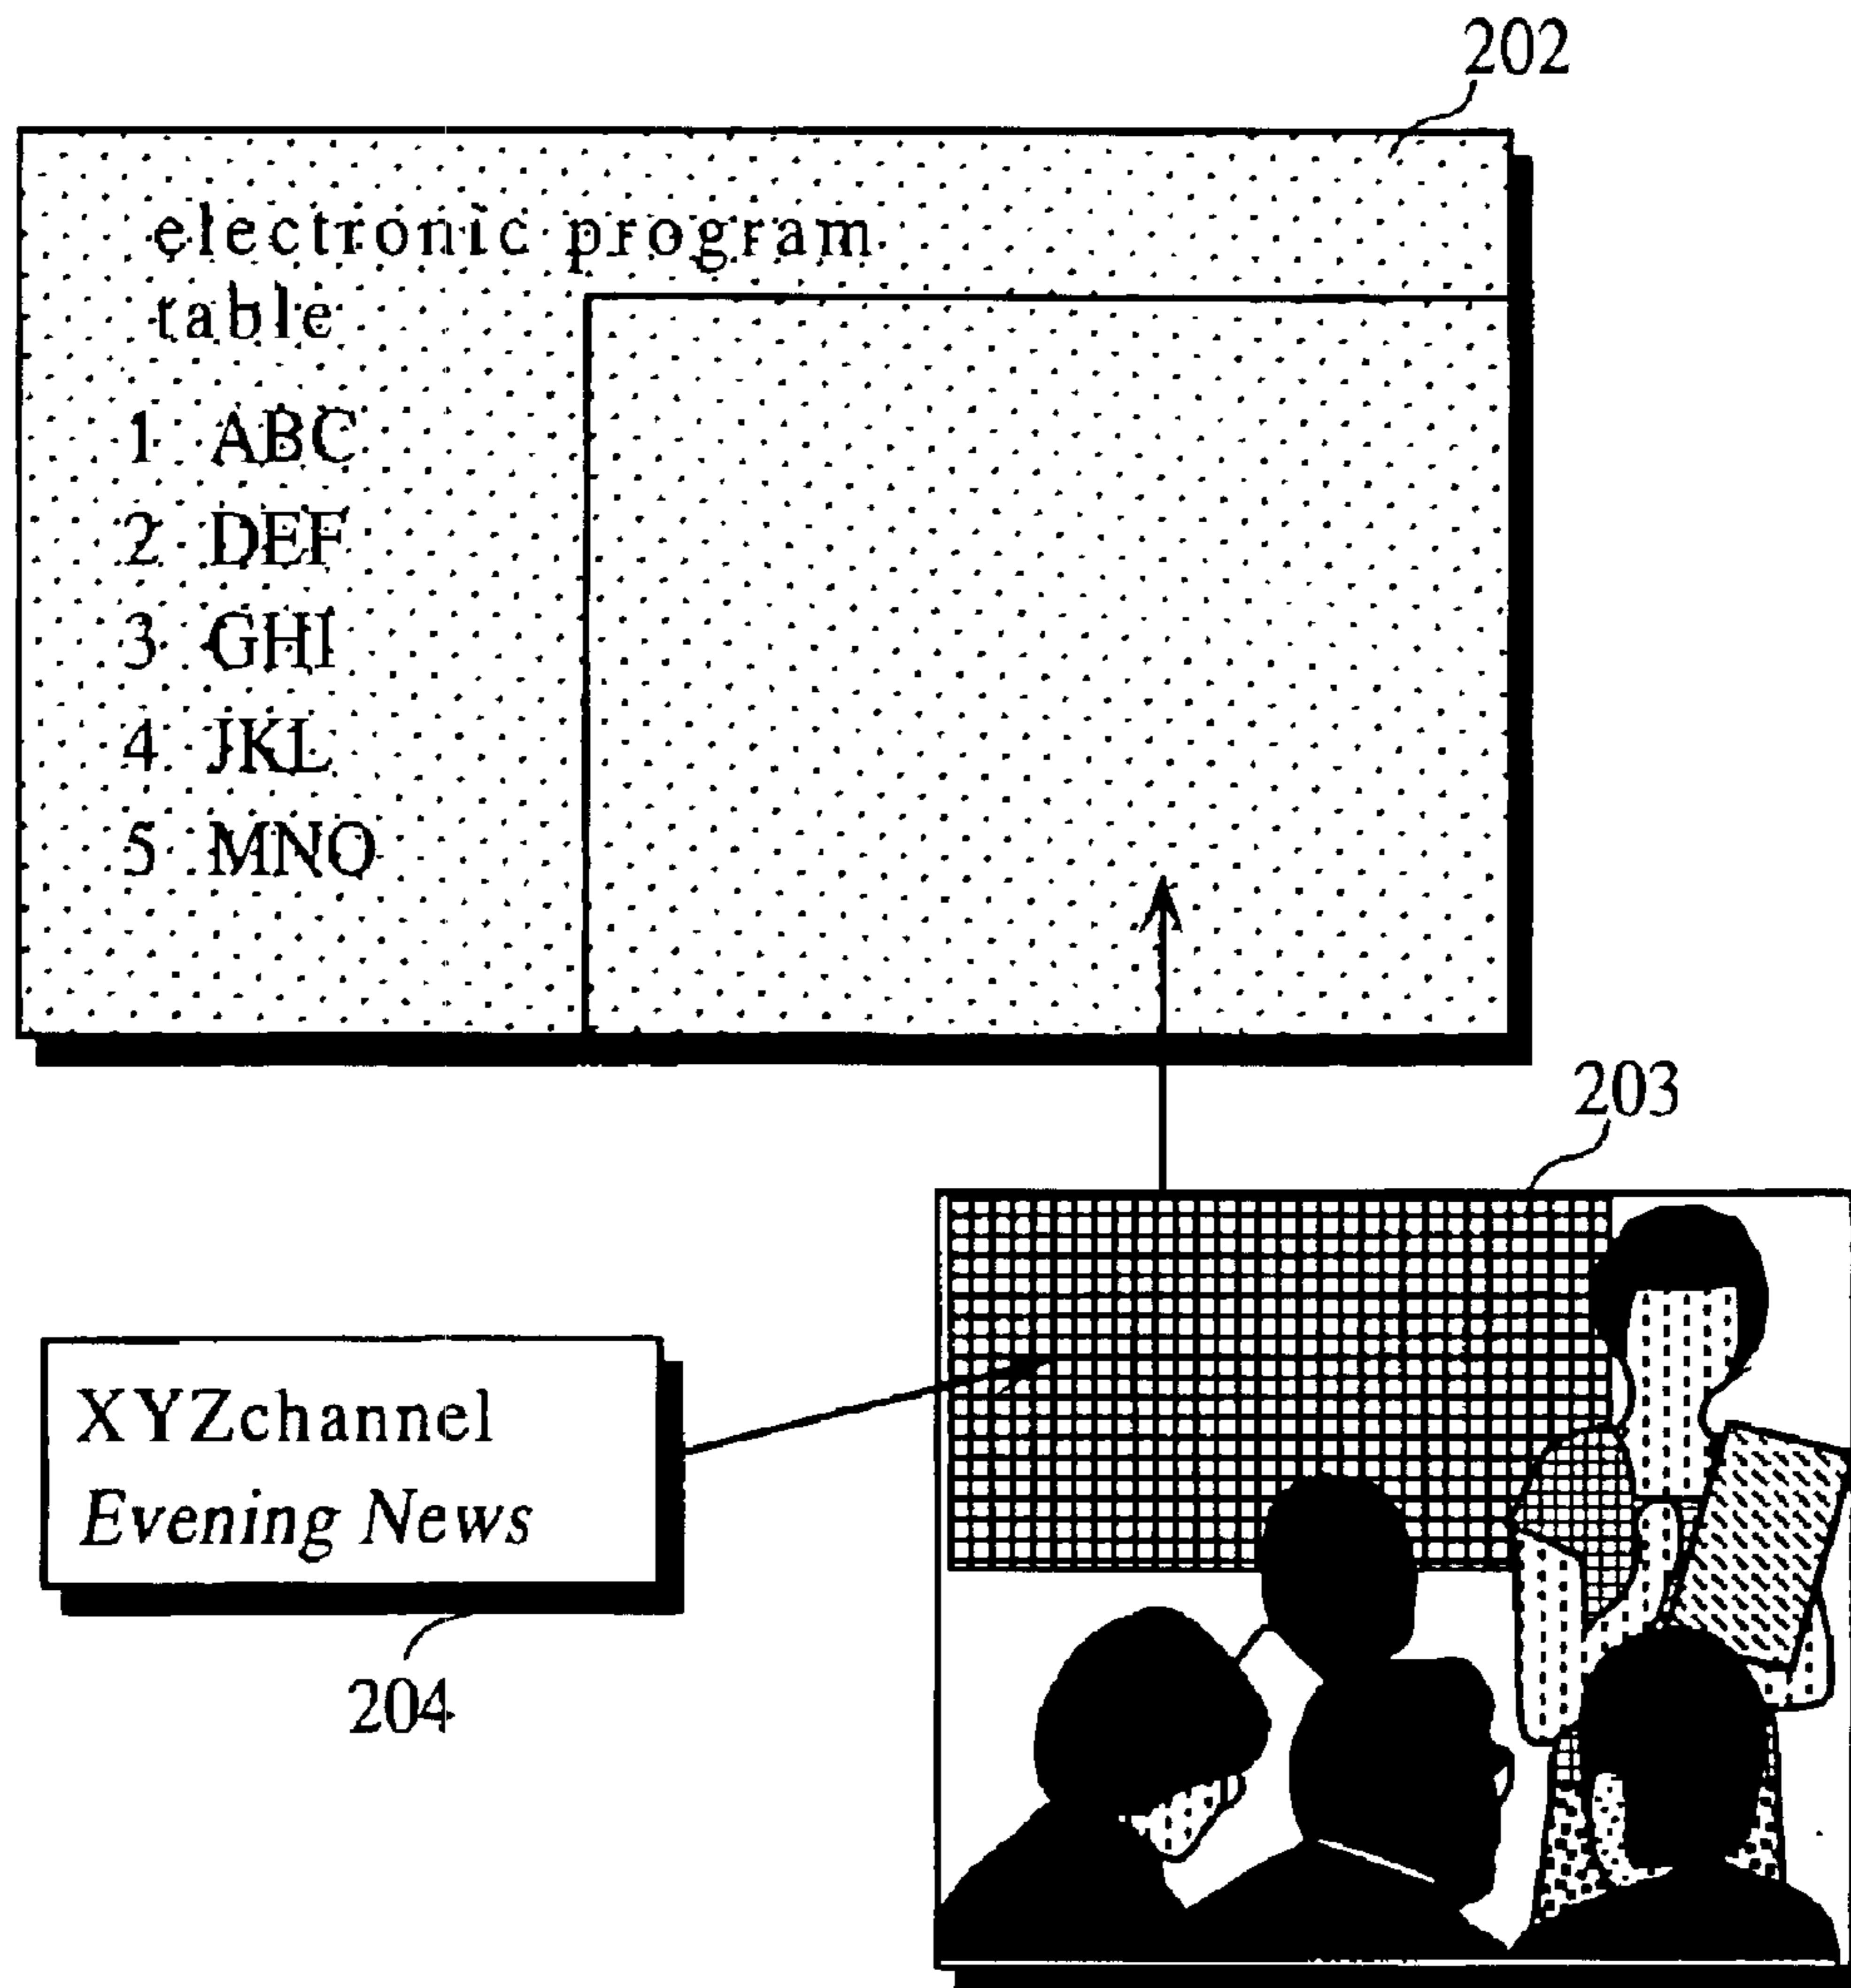 202
electronic program
table
1 ABC
2 DEF
3 GHI
4 JKL
5 MNO
203
XYZchannel
Evening News
204